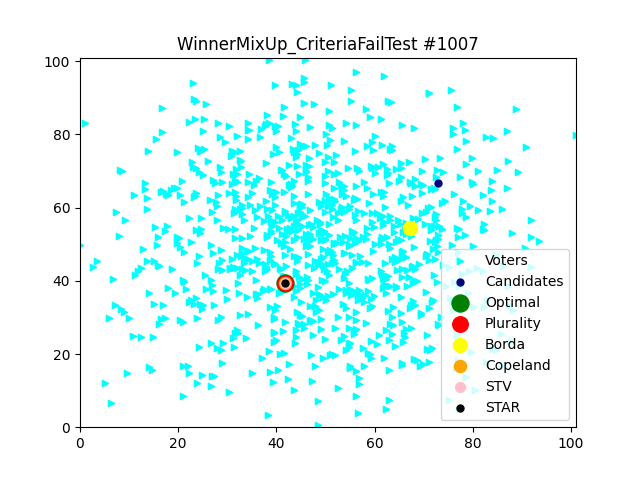 WinnerMixUp_CriteriaFailTest #1007
100
80
60
40
20
0
0
20
40
60
80
100
Voters
Candidates
Optimal
Plurality
Borda
Copeland
STV
STAR